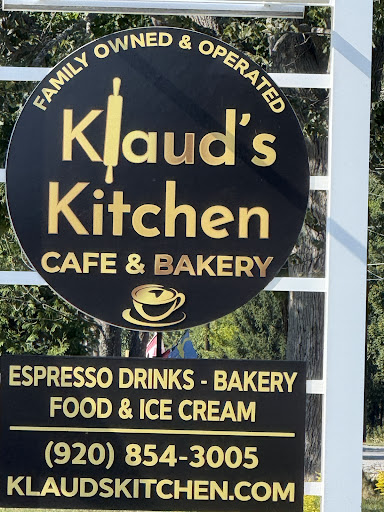 FAMILY OWNED & OPERATED
Klaud's
Kitchen
CAFE & BAKERY
ESPRESSO DRINKS - BAKERY
FOOD & ICE CREAM
(920) 854-3005
KLAUDSKITCHEN.COM